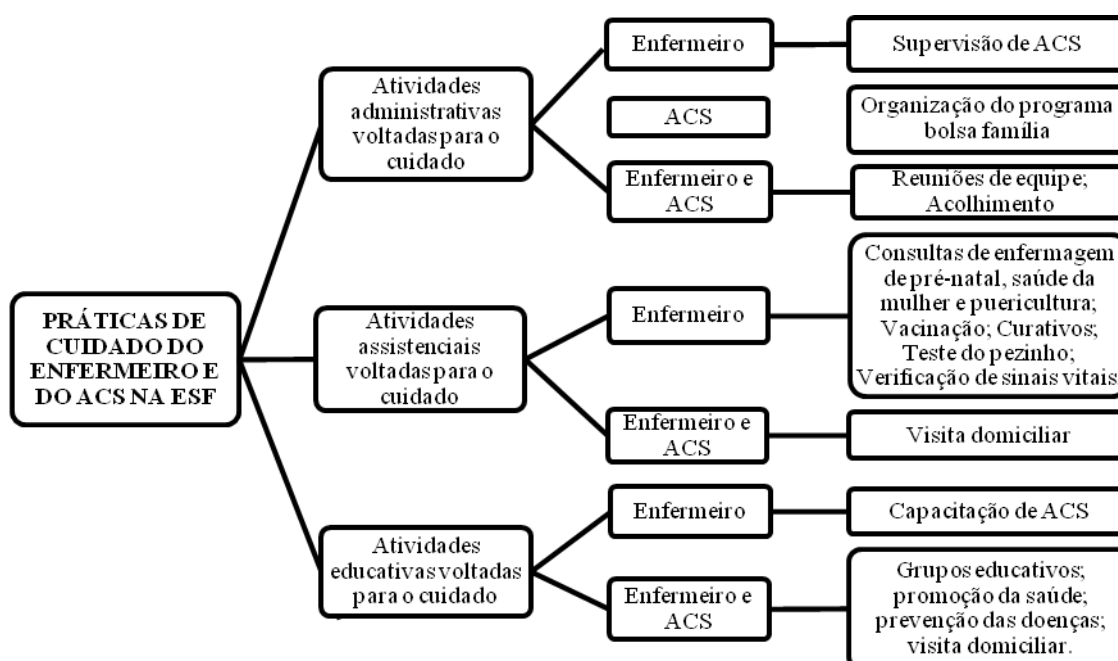 PRÁTICAS DE
CUIDADO DO
ENFERMEIRO E
DO ACS NA ESF
Atividades
administrativas
voltadas para o
cuidado
Enfermeiro
Supervisão de ACS
ACS
Organização do programa
bolsa família
Enfermeiro e
ACS
Reuniões de equipe;
Acolhimento
Atividades
assistenciais
voltadas para o
cuidado
Enfermeiro
Consultas de enfermagem
de pré-natal, saúde da
mulher e puericultura;
Vacinação; Curativos;
Teste do pezinho;
Verificação de sinais vitais
Enfermeiro e
ACS
Visita domiciliar
Atividades
educativas voltadas
para o cuidado
Enfermeiro
Capacitação de ACS
Enfermeiro e
ACS
Grupos educativos;
promoção da saúde;
prevenção das doenças;
visita domiciliar.